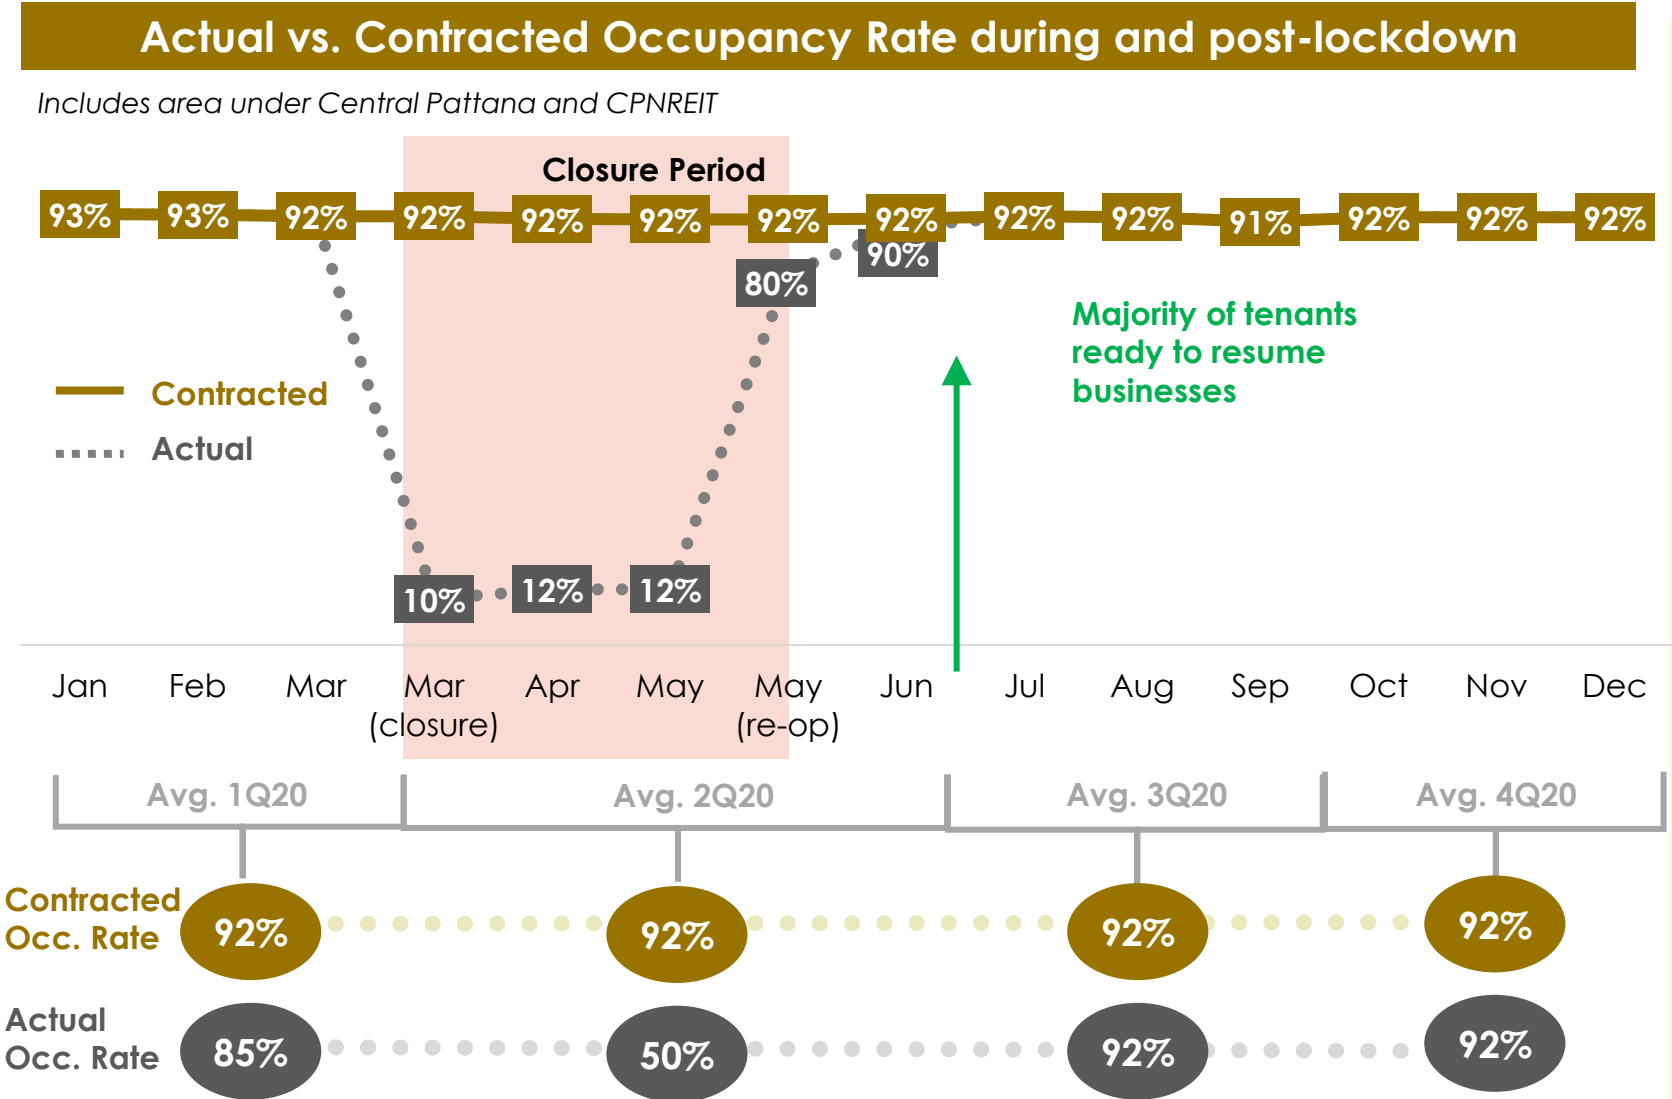 Actual vs. Contracted Occupancy Rate during and post-lockdown
Includes area under Central Pattana and CPNREIT
Closure Period
93% 93% 92% 92% 92% 92% 92% 92% 92% 92% 91% 92% 92% 92%
90%
80%
Majority of tenants
ready to resume
businesses
Contracted
Actual
10% 12% 12%
Jan Feb Mar Mar Apr May May Jun Jul Aug Sep Oct Nov Dec
(closure) (re-op)
Avg. 1Q20 Avg. 2Q20 Avg. 3Q20 Avg. 4Q20
Contracted
Occ. Rate
92% 92% 92% 92%
Actual
Occ. Rate
85% 50% 92% 92%